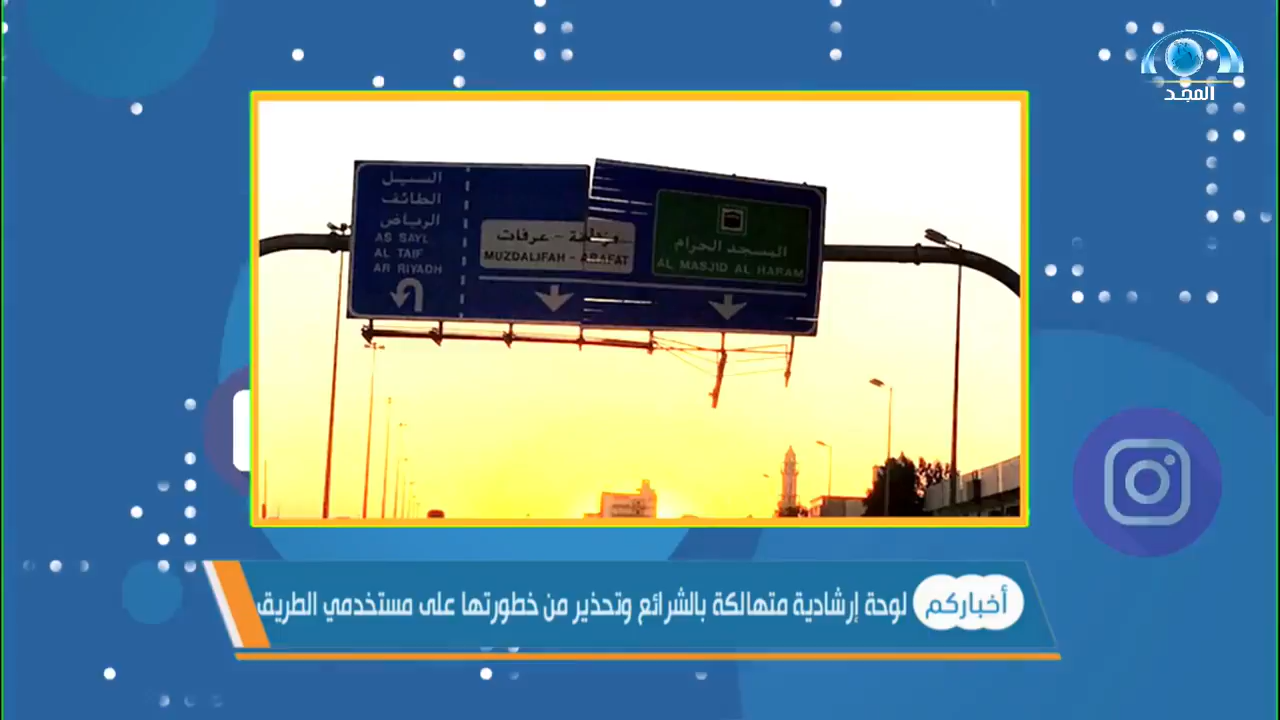 المجد
السيل
الطائف
الرياض
AS SAYL
AL TAIF
AR RIYADH
مزدلفة - عرفات
MUZDALIFAH - ARAFAT
المسجد الحرام
AL MASJID AL HARAM
أخباركم
لوحة إرشادية متهالكة بالشرائع وتحذير من خطورتها على مستخدمي الطريق